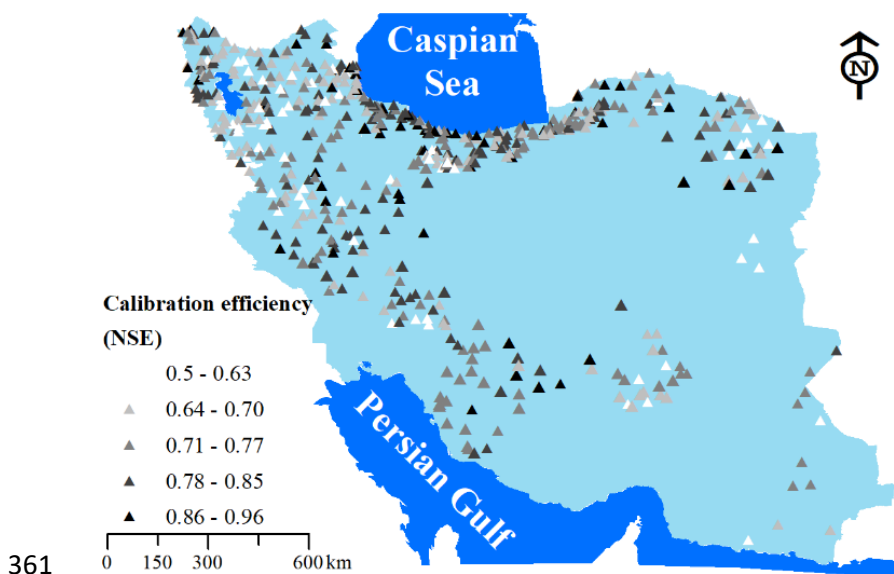 Caspian
Sea
N
Calibration efficiency
(NSE)
0.5 - 0.63
0.64 - 0.70
0.71 - 0.77
0.78 - 0.85
0.86 - 0.96
Persian Gulf
0 150 300 600 km
361